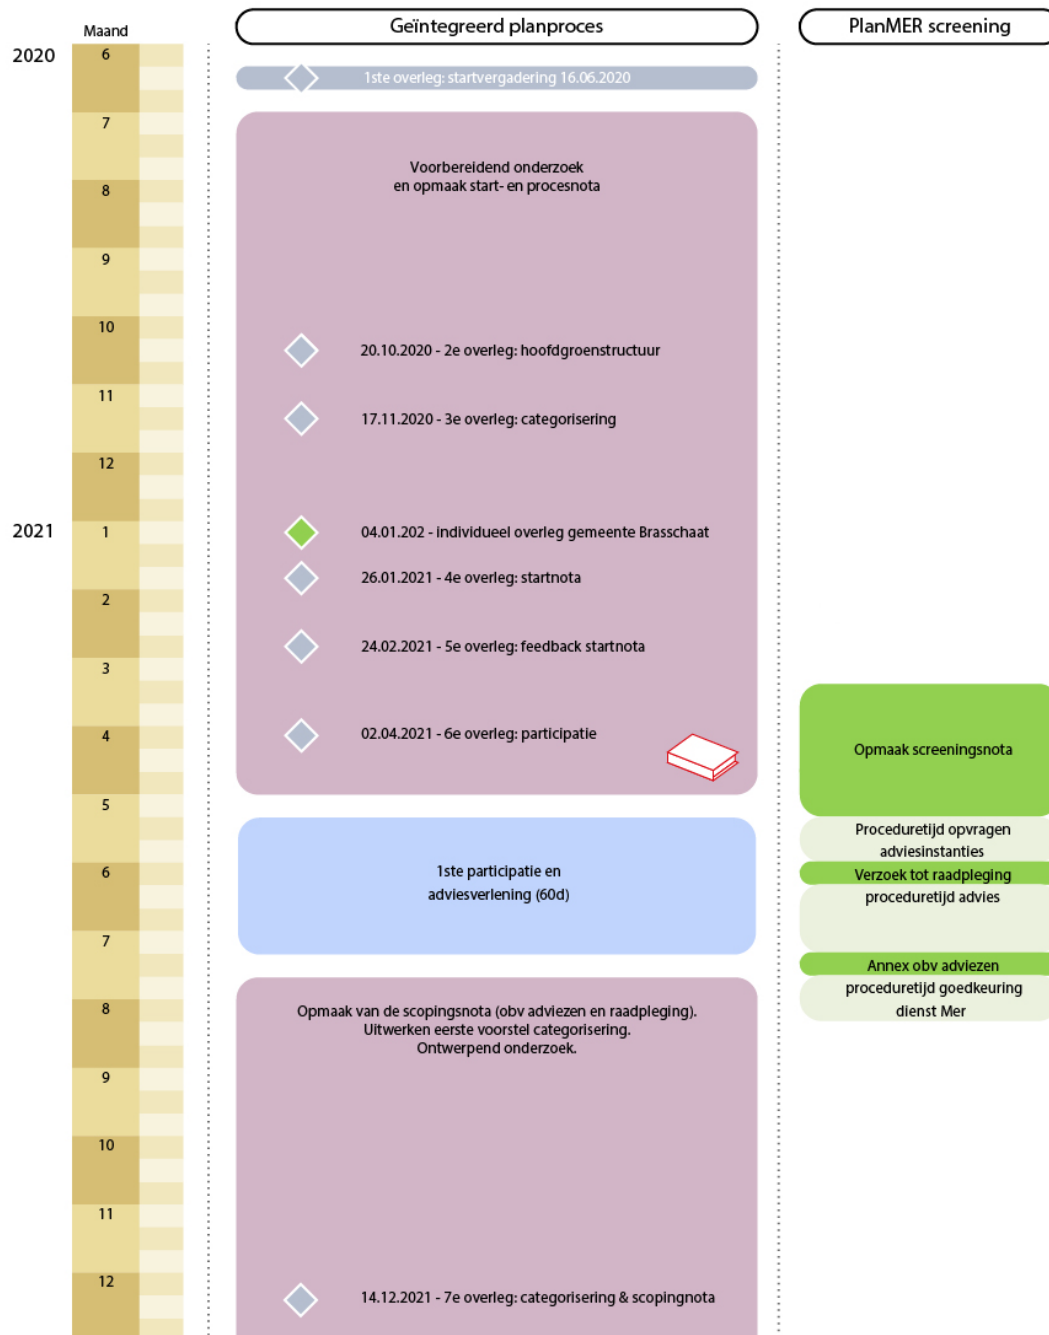 Maand
Geïntegreerd planproces
PlanMER screening
2020
6
1ste overleg: startvergadering 16.06.2020
7
Voorbereidend onderzoek
en opmaak start- en procesnota
8
9
10
20.10.2020 - 2e overleg: hoofdgroenstructuur
11
17.11.2020 - 3e overleg: categorisering
12
2021
1
04.01.202 - individueel overleg gemeente Brasschaat
26.01.2021 - 4e overleg: startnota
2
24.02.2021 - 5e overleg: feedback startnota
3
4
02.04.2021 - 6e overleg: participatie
Opmaak screeningsnota
5
Proceduretijd opvragen
adviesinstanties
6
1ste participatie en
adviesverlening (60d)
Verzoek tot raadpleging
proceduretijd advies
7
Annex obv adviezen
proceduretijd goedkeuring
dienst Mer
8
Opmaak van de scopingsnota (obv adviezen en raadpleging).
Uitwerken eerste voorstel categorisering.
Ontwerpend onderzoek.
9
10
11
12
14.12.2021 - 7e overleg: categorisering & scopingnota